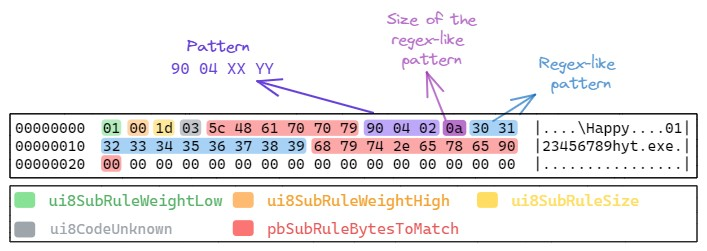 Size of the
regex-like
pattern
Pattern
90 04 XX YY
Regex-like
pattern
00000000 01 00 1d 03 5c 48 61 70 70 79 90 04 02 0a 30 31 |....\Happy....01|
00000010 32 33 34 35 36 37 38 39 68 79 74 2e 65 78 65 90 |23456789hyt.exe.|
00000020 00 00 00 00 00 00 00 00 00 00 00 00 00 00 00 00 |................|
ui8SubRuleWeightLow ui8SubRuleWeightHigh ui8SubRuleSize
ui8CodeUnknown pbSubRuleBytesToMatch